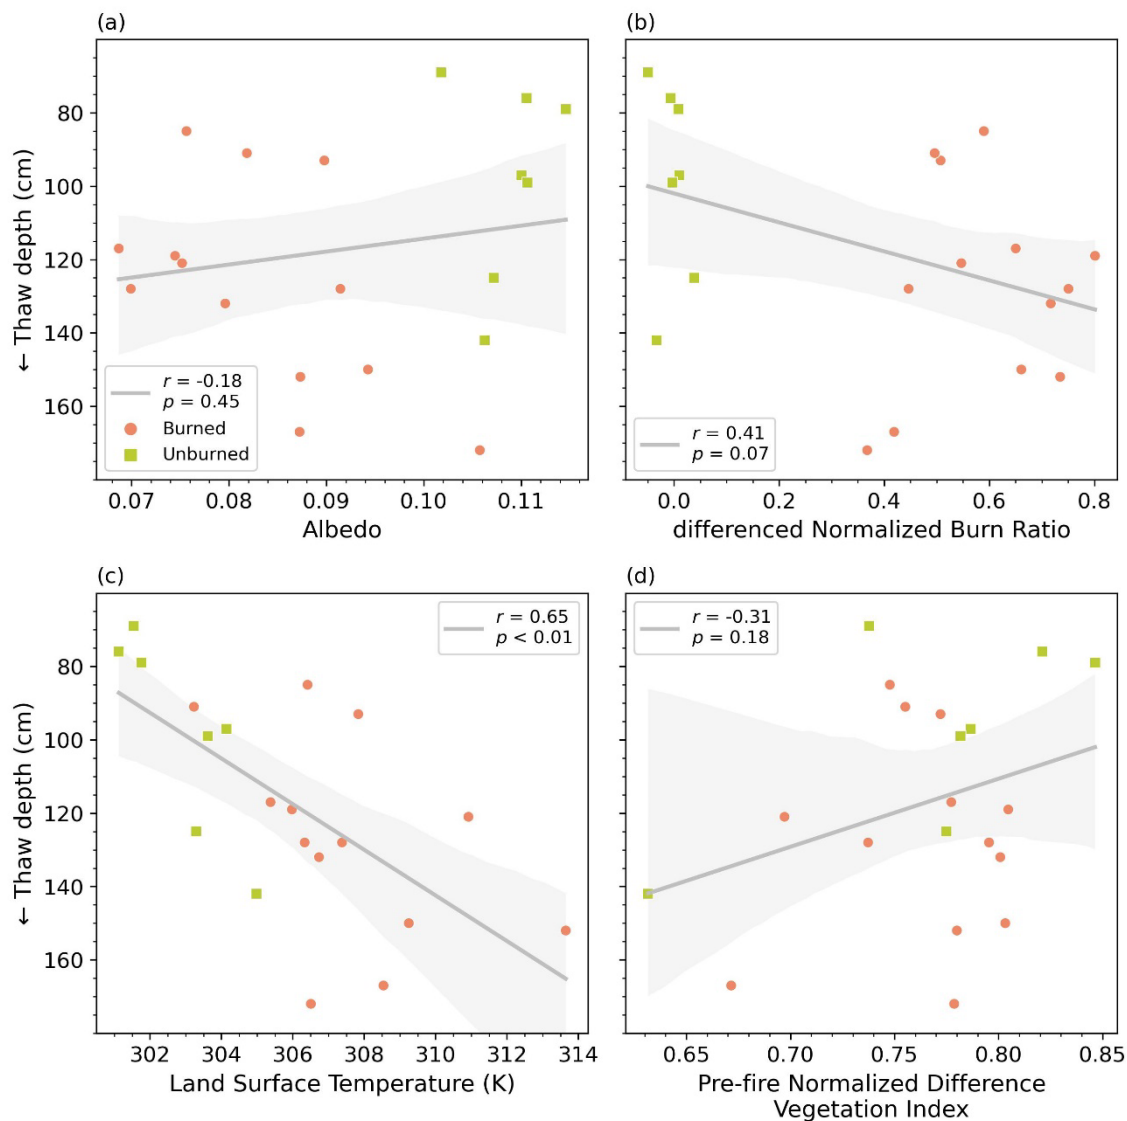 (a)
80
100
120
140
160
← Thaw depth (cm)
r = -0.18
p = 0.45
Burned
Unburned
0.07 0.08 0.09 0.10 0.11
Albedo
(b)
r = 0.41
p = 0.07
0.0 0.2 0.4 0.6 0.8
differenced Normalized Burn Ratio
(c)
80
100
120
140
160
← Thaw depth (cm)
r = 0.65
p < 0.01
302 304 306 308 310 312 314
Land Surface Temperature (K)
(d)
r = -0.31
p = 0.18
0.65 0.70 0.75 0.80 0.85
Pre-fire Normalized Difference
Vegetation Index